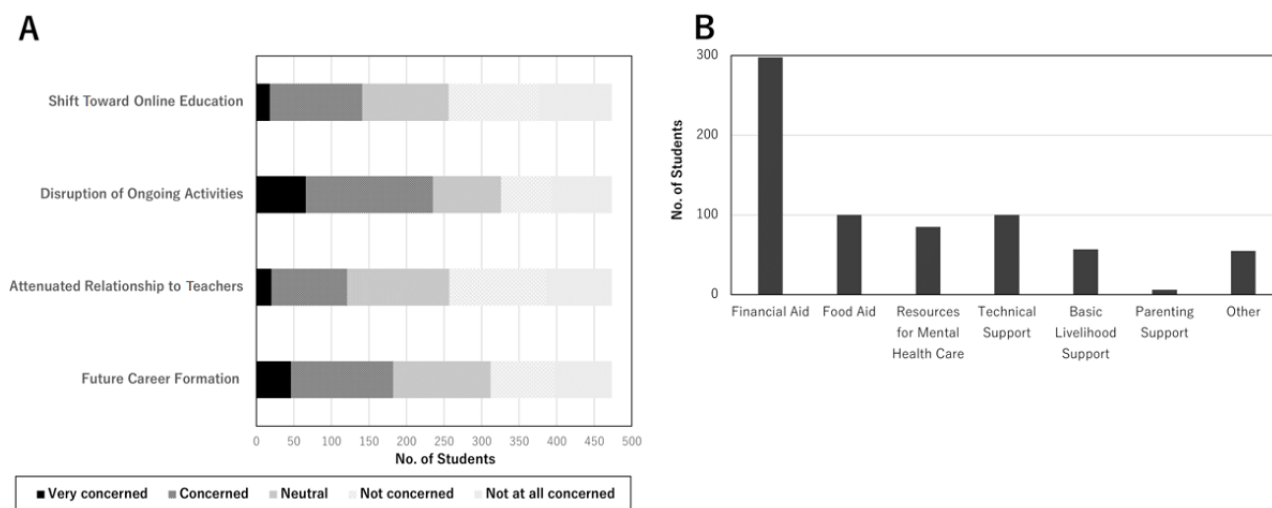 A
Shift Toward Online Education
Disruption of Ongoing Activities
Attenuated Relationship to Teachers
Future Career Formation
0 50 100 150 200 250 300 350 400 450 500
No. of Students
Very concerned Concerned Neutral Not concerned Not at all concerned
B
300
200
100
0
No. of Students
Financial Aid Food Aid Resources Technical Basic Parenting Other
for Mental Support Livelihood Support
Health Care Support